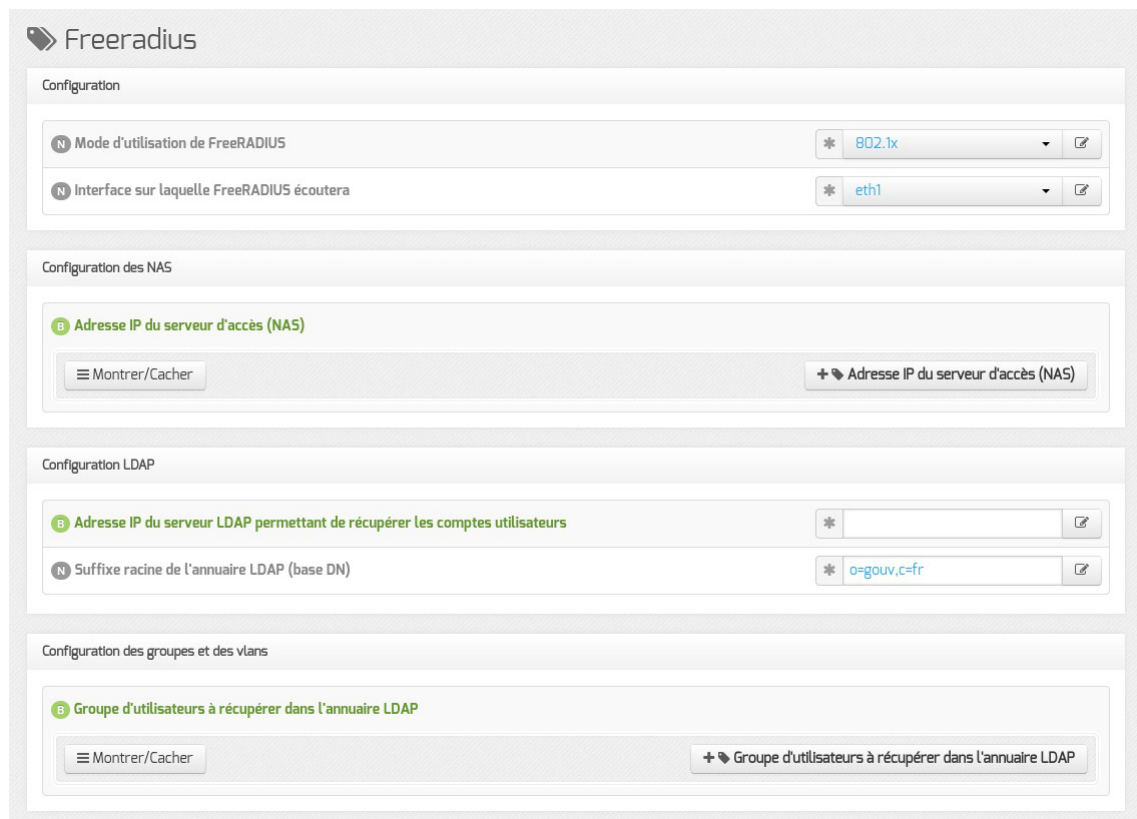 Freeradius
Configuration
N Mode d'utilisation de FreeRADIUS
802.1x
N Interface sur laquelle FreeRADIUS écoutera
eth1
Configuration des NAS
B Adresse IP du serveur d'accès (NAS)
Montrer/Cacher
Adresse IP du serveur d'accès (NAS)
Configuration LDAP
B Adresse IP du serveur LDAP permettant de récupérer les comptes utilisateurs
N Suffixe racine de l'annuaire LDAP (base DN)
o=gouv,c=fr
Configuration des groupes et des vlans
B Groupe d'utilisateurs à récupérer dans l'annuaire LDAP
Montrer/Cacher
Groupe d'utilisateurs à récupérer dans l'annuaire LDAP